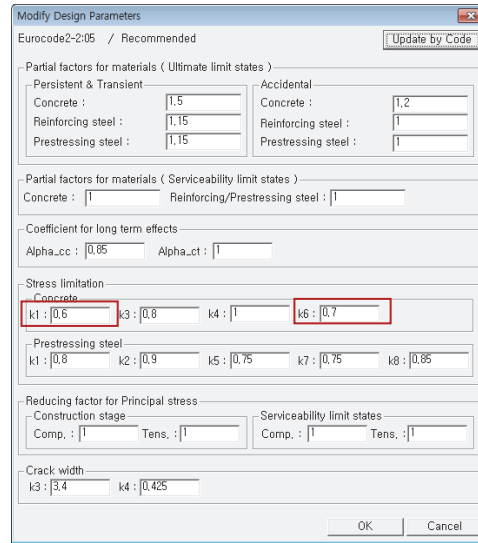 Modify Design Parameters
Eurocode2-2:05 / Recommended Update by Code
Partial factors for materials ( Ultimate limit states )
Persistent & Transient Accidental
Concrete : 1,5 Concrete : 1,2
Reinforcing steel : 1,15 Reinforcing steel : 1
Prestressing steel : 1,15 Prestressing steel : 1
Partial factors for materials ( Serviceability limit states )
Concrete : 1 Reinforcing/Prestressing steel : 1
Coefficient for long term effects
Alpha_cc : 0,85 Alpha_ct : 1
Stress limitation
Concrete
k1 : 0,6 k3 : 0,8 k4 : 1 k6 : 0,7
Prestressing steel
k1 : 0,8 k2 : 0,9 k5 : 0,75 k7 : 0,75 k8 : 0,85
Reducing factor for Principal stress
Construction stage Serviceability limit states
Comp, : 1 Tens, : 1 Comp, : 1 Tens, : 1
Crack width
k3 : 3,4 k4 : 0,425
OK Cancel